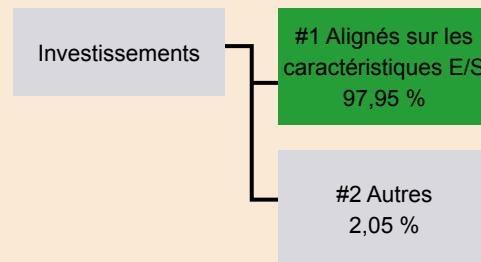 Investissements
#1 Alignés sur les
caractéristiques E/S
97,95 %
#2 Autres
2,05 %